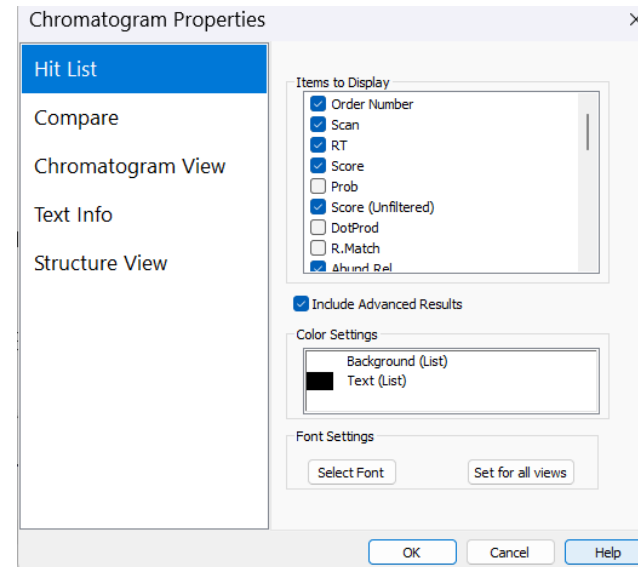 Chromatogram Properties
Hit List
Compare
Chromatogram View
Text Info
Structure View
Items to Display
Order Number
Scan
RT
Score
Prob
Score (Unfiltered)
DotProd
R.Match
Abund Rel
Include Advanced Results
Color Settings
Background (List)
Text (List)
Font Settings
Select Font
Set for all views
OK
Cancel
Help